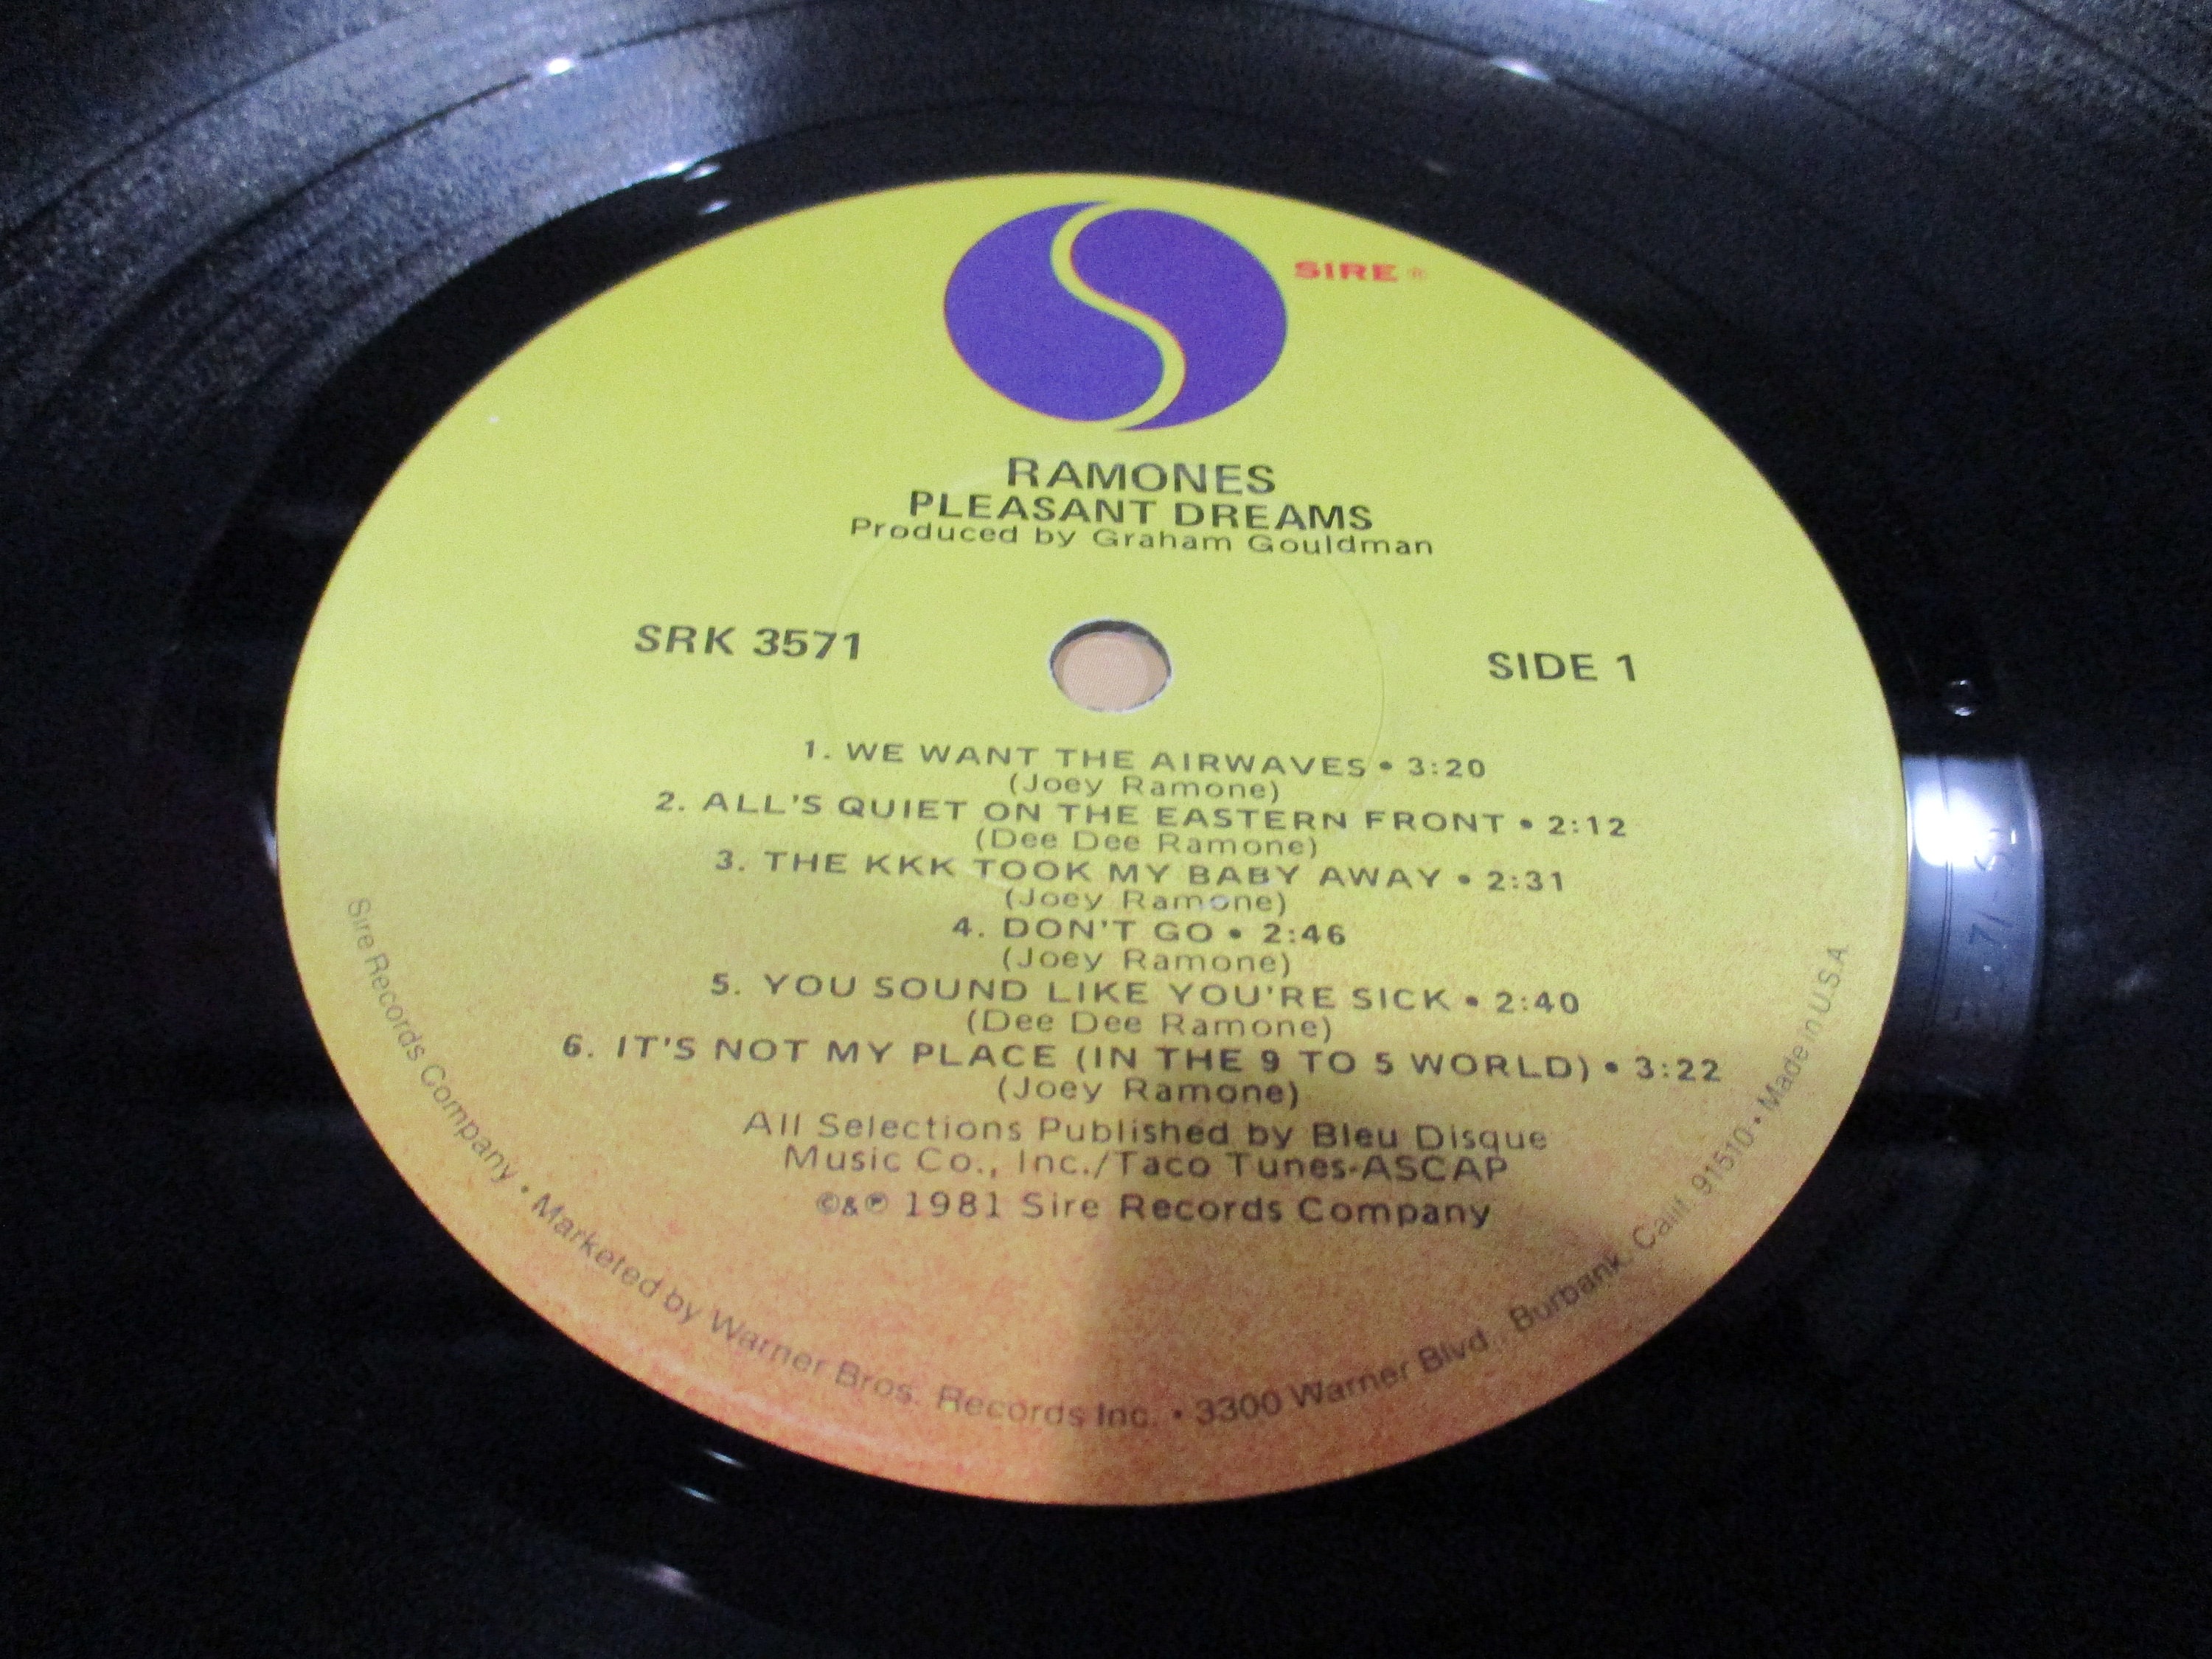 SIRE ®
RAMONES
PLEASANT DREAMS
Produced by Graham Gouldman
SRK 3571
SIDE 1
1. WE WANT THE AIRWAVES • 3:20
(Joey Ramone)
2. ALL'S QUIET ON THE EASTERN FRONT • 2:12
(Dee Dee Ramone)
3. THE KKK TOOK MY BABY AWAY • 2:31
(Joey Ramone)
4. DON'T GO • 2:46
(Joey Ramone)
5. YOU SOUND LIKE YOU'RE SICK • 2:40
(Dee Dee Ramone)
6. IT'S NOT MY PLACE (IN THE 9 TO 5 WORLD) • 3:22
(Joey Ramone)
All Selections Published by Bleu Disque
Music Co., Inc./Taco Tunes-ASCAP
©&℗ 1981 Sire Records Company
Sire Records Company • Marketed by Warner Bros. Records Inc. • 3300 Warner Blvd., Burbank, Calif. 91510 • Made in U.S.A.